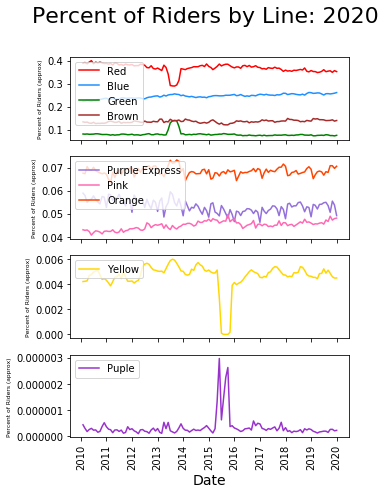 Percent of Riders by Line: 2020
Percent of Riders (approx)
0.4
0.3
0.2
0.1
Red
Blue
Green
Brown
Percent of Riders (approx)
0.07
0.06
0.05
0.04
Purple Express
Pink
Orange
Percent of Riders (approx)
0.006
0.004
0.002
0.000
Yellow
Percent of Riders (approx)
0.000003
0.000002
0.000001
0.000000
Puple
2010
2011
2012
2013
2014
2015
2016
2017
2018
2019
2020
Date